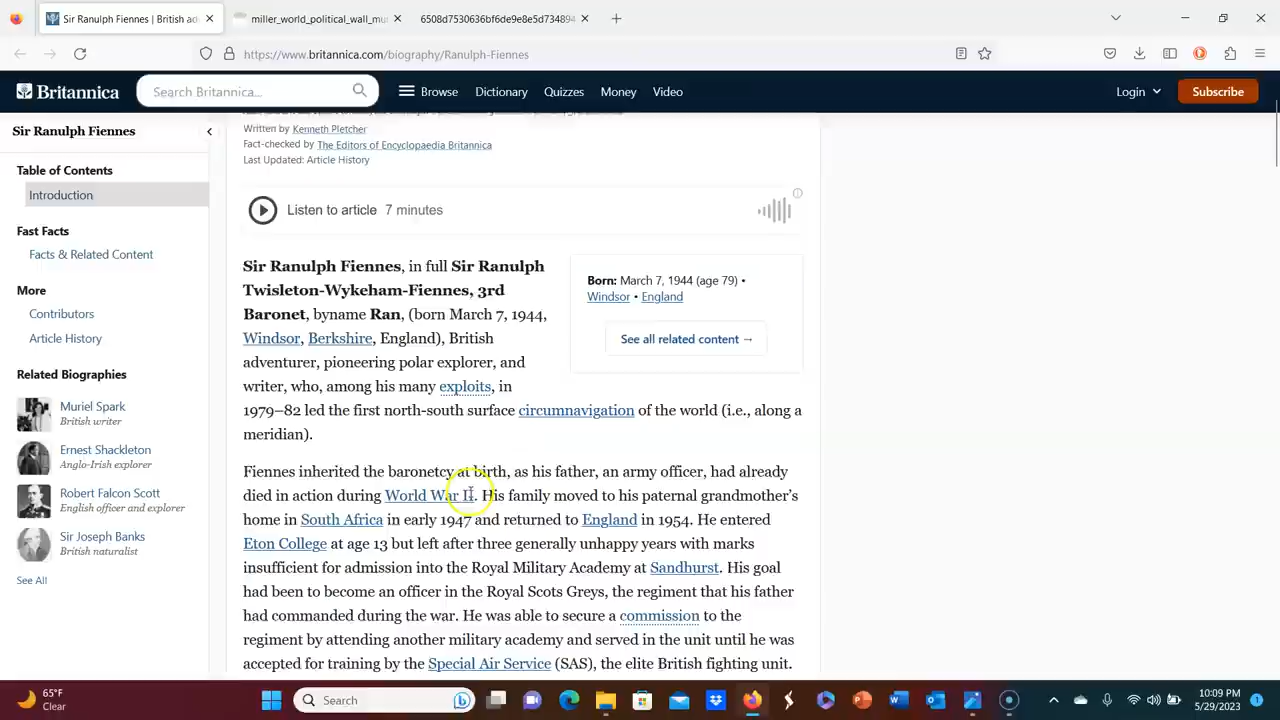 Sir Ranulph Fiennes | British ad
miller_world_political_wall_mu
6508d7530636bf6de9e8e5d734894
https://www.britannica.com/biography/Ranulph-Fiennes
Britannica
Search Britannica...
Browse
Dictionary
Quizzes
Money
Video
Login
Subscribe
Sir Ranulph Fiennes
Table of Contents
Introduction
Fast Facts
Facts & Related Content
More
Contributors
Article History
Related Biographies
Muriel Spark
British writer
Ernest Shackleton
Anglo-Irish explorer
Robert Falcon Scott
English officer and explorer
Sir Joseph Banks
British naturalist
See All
Written by Kenneth Pletcher
Fact-checked by The Editors of Encyclopaedia Britannica
Last Updated: Article History
Listen to article 7 minutes
Sir Ranulph Fiennes, in full Sir Ranulph
Twisleton-Wykeham-Fiennes, 3rd
Baronet, byname Ran, (born March 7, 1944,
Windsor, Berkshire, England), British
adventurer, pioneering polar explorer, and
writer, who, among his many exploits, in
1979–82 led the first north-south surface circumnavigation of the world (i.e., along a
meridian).
Born: March 7, 1944 (age 79) •
Windsor • England
See all related content →
Fiennes inherited the baronetcy at birth, as his father, an army officer, had already
died in action during World War II. His family moved to his paternal grandmother's
home in South Africa in early 1947 and returned to England in 1954. He entered
Eton College at age 13 but left after three generally unhappy years with marks
insufficient for admission into the Royal Military Academy at Sandhurst. His goal
had been to become an officer in the Royal Scots Greys, the regiment that his father
had commanded during the war. He was able to secure a commission to the
regiment by attending another military academy and served in the unit until he was
accepted for training by the Special Air Service (SAS), the elite British fighting unit.
65°F
Clear
Search
10:09 PM
5/29/2023